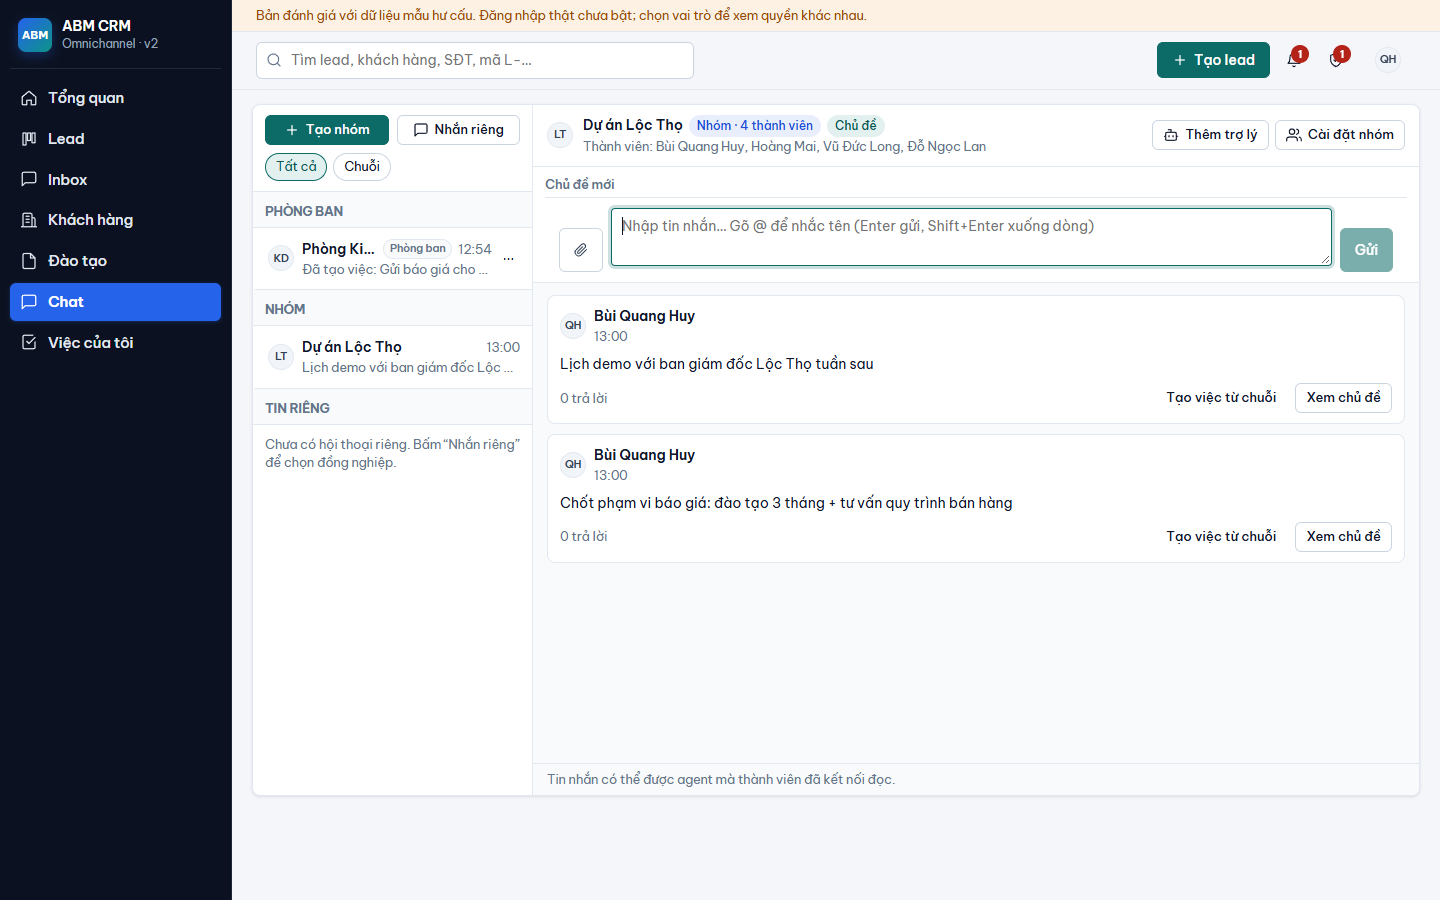 ABM
ABM CRM
Omnichannel · v2
Tổng quan
Lead
Inbox
Khách hàng
Đào tạo
Chat
Việc của tôi
Bản đánh giá với dữ liệu mẫu hư cấu. Đăng nhập thật chưa bật; chọn vai trò để xem quyền khác nhau.
Tìm lead, khách hàng, SĐT, mã L-...
Tạo lead
1
1
QH
Tạo nhóm
Nhắn riêng
Tất cả
Chuỗi
PHÒNG BAN
KD
Phòng Ki... Phòng ban 12:54
Đã tạo việc: Gửi báo giá cho ...
...
NHÓM
LT
Dự án Lộc Thọ 13:00
Lịch demo với ban giám đốc Lộc ...
TIN RIÊNG
Chưa có hội thoại riêng. Bấm “Nhắn riêng”
để chọn đồng nghiệp.
LT
Dự án Lộc Thọ Nhóm · 4 thành viên Chủ đề
Thành viên: Bùi Quang Huy, Hoàng Mai, Vũ Đức Long, Đỗ Ngọc Lan
Thêm trợ lý
Cài đặt nhóm
Chủ đề mới
Nhập tin nhắn... Gõ @ để nhắc tên (Enter gửi, Shift+Enter xuống dòng)
Gửi
QH
Bùi Quang Huy
13:00
Lịch demo với ban giám đốc Lộc Thọ tuần sau
0 trả lời
Tạo việc từ chuỗi
Xem chủ đề
QH
Bùi Quang Huy
13:00
Chốt phạm vi báo giá: đào tạo 3 tháng + tư vấn quy trình bán hàng
0 trả lời
Tạo việc từ chuỗi
Xem chủ đề
Tin nhắn có thể được agent mà thành viên đã kết nối đọc.